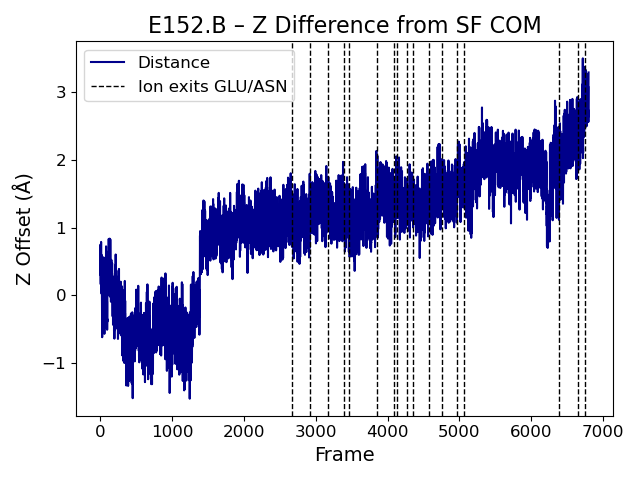 E152.B – Z Difference from SF COM
Distance
Ion exits GLU/ASN
Z Offset (Å)
3
2
1
0
−1
0 1000 2000 3000 4000 5000 6000 7000
Frame